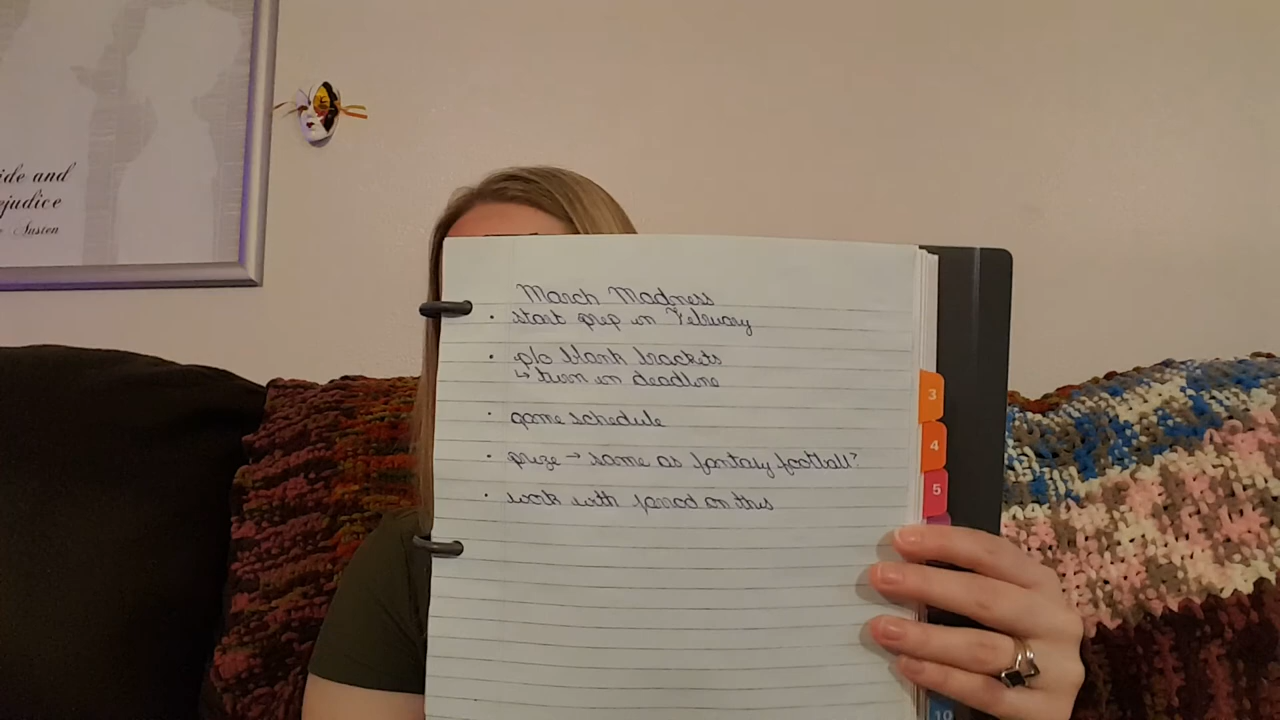 ide and
ejudice
Austen
March Madness
• start prep in February
• p/o blank brackets
↳ turn in deadline
• game schedule
• prize → same as fantasy football?
• work with Jarrod on this
3
4
5
10